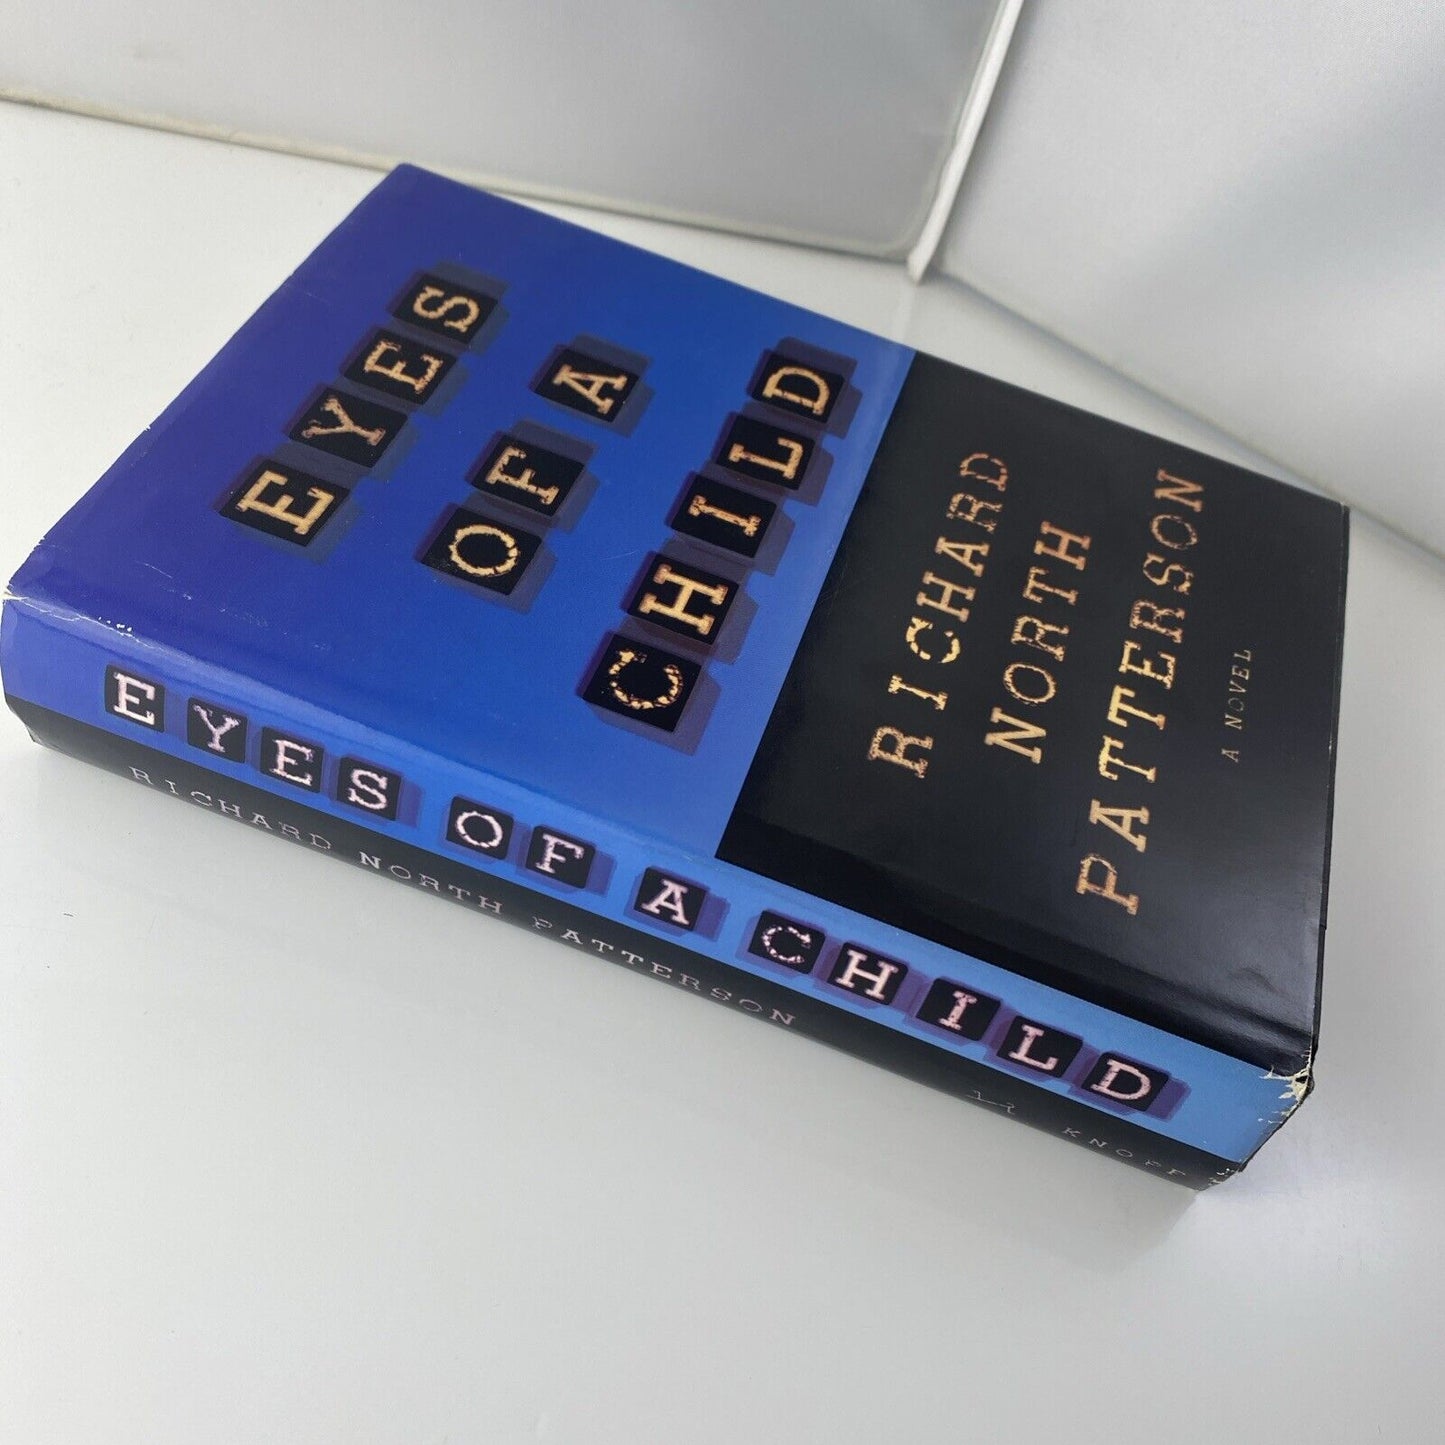 EYES
OF A
CHILD
RICHARD
NORTH
PATTERSON
A NOVEL
EYES OF A CHILD
RICHARD NORTH PATTERSON
KNOPF